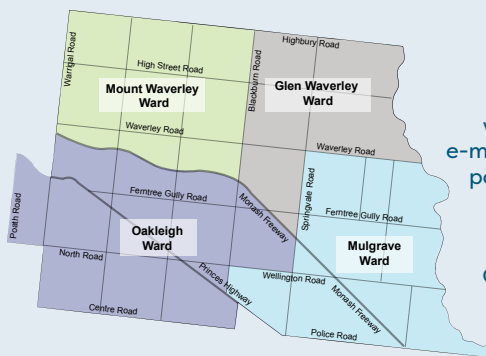 Highbury Road
Warrigal Road
High Street Road
Blackburn Road
Mount Waverley
Ward
Glen Waverley
Ward
Waverley Road
Waverley Road
e-m
po
Ferntree Gully Road
Monash Freeway
Springvale Road
Ferntree Gully Road
Poath Road
Oakleigh
Ward
Mulgrave
Ward
North Road
Princes Highway
Wellington Road
Monash Freeway
Centre Road
Police Road